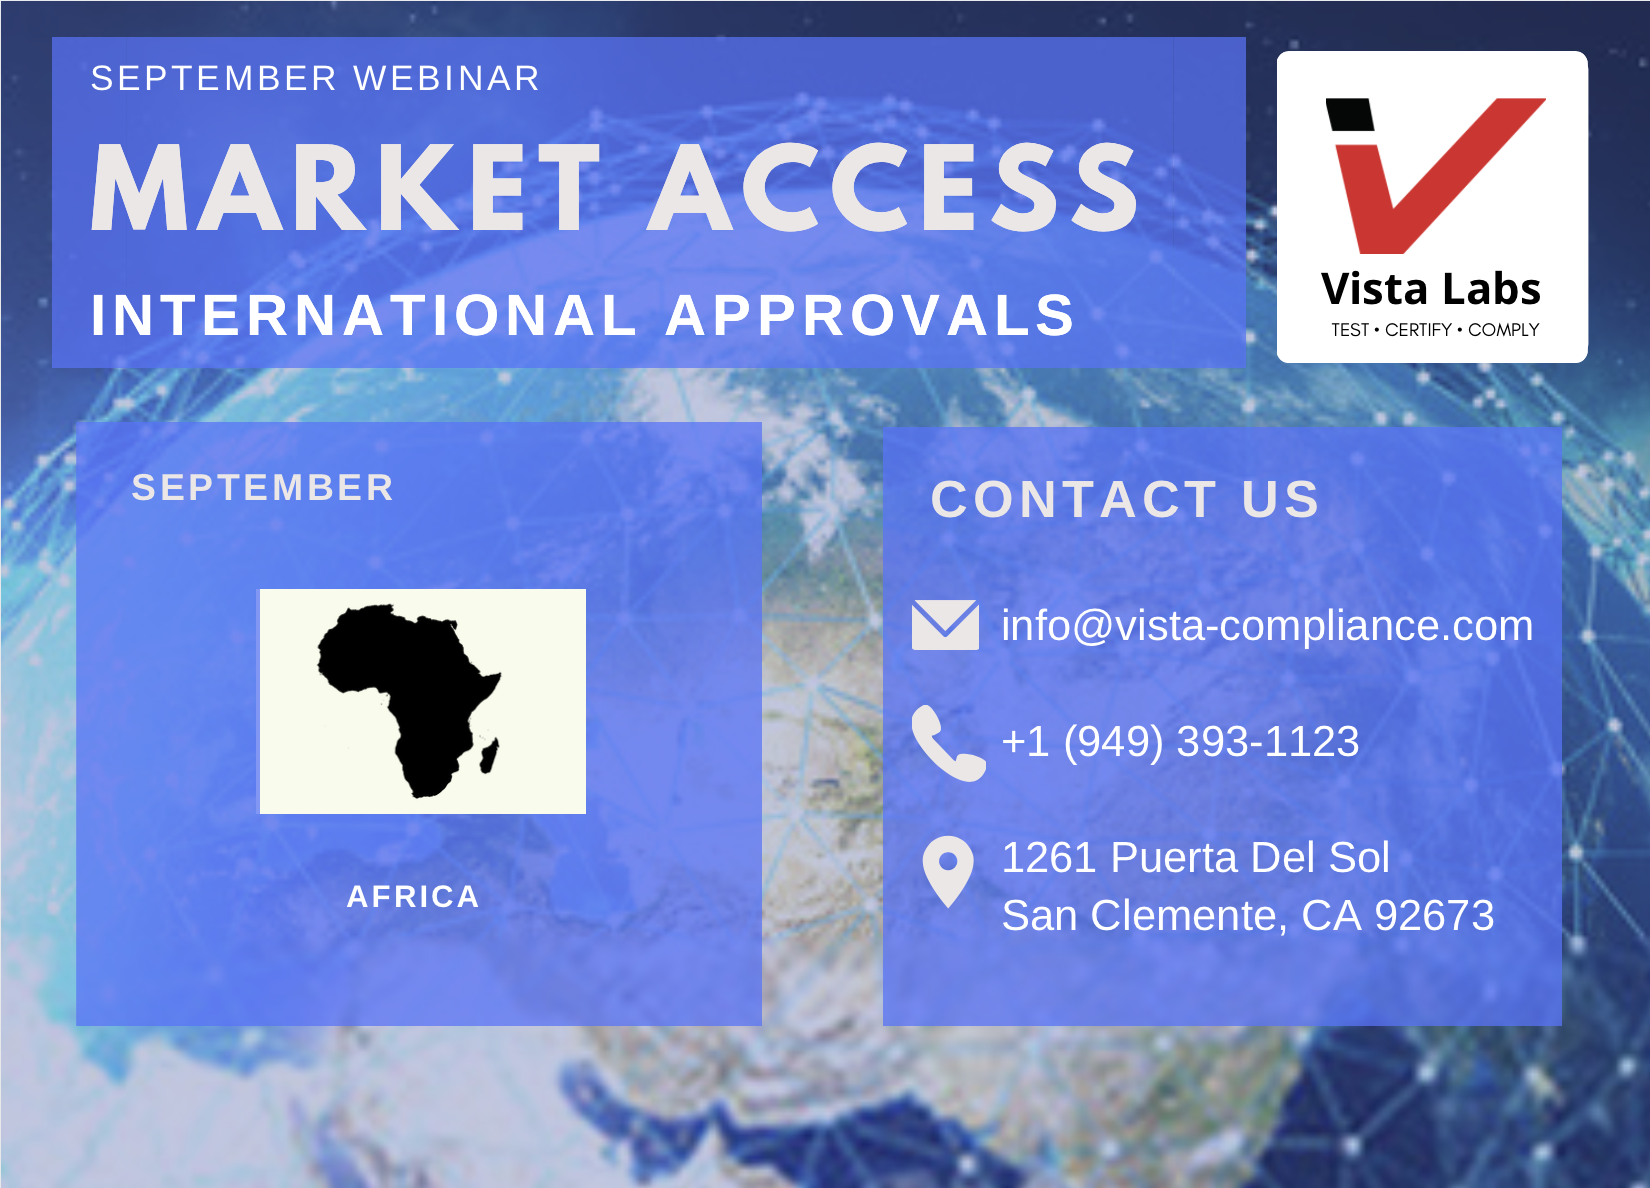 SEPTEMBER WEBINAR
MARKET ACCESS
INTERNATIONAL APPROVALS
Vista Labs
TEST • CERTIFY • COMPLY
SEPTEMBER
AFRICA
CONTACT US
info@vista-compliance.com
+1 (949) 393-1123
1261 Puerta Del Sol
San Clemente, CA 92673